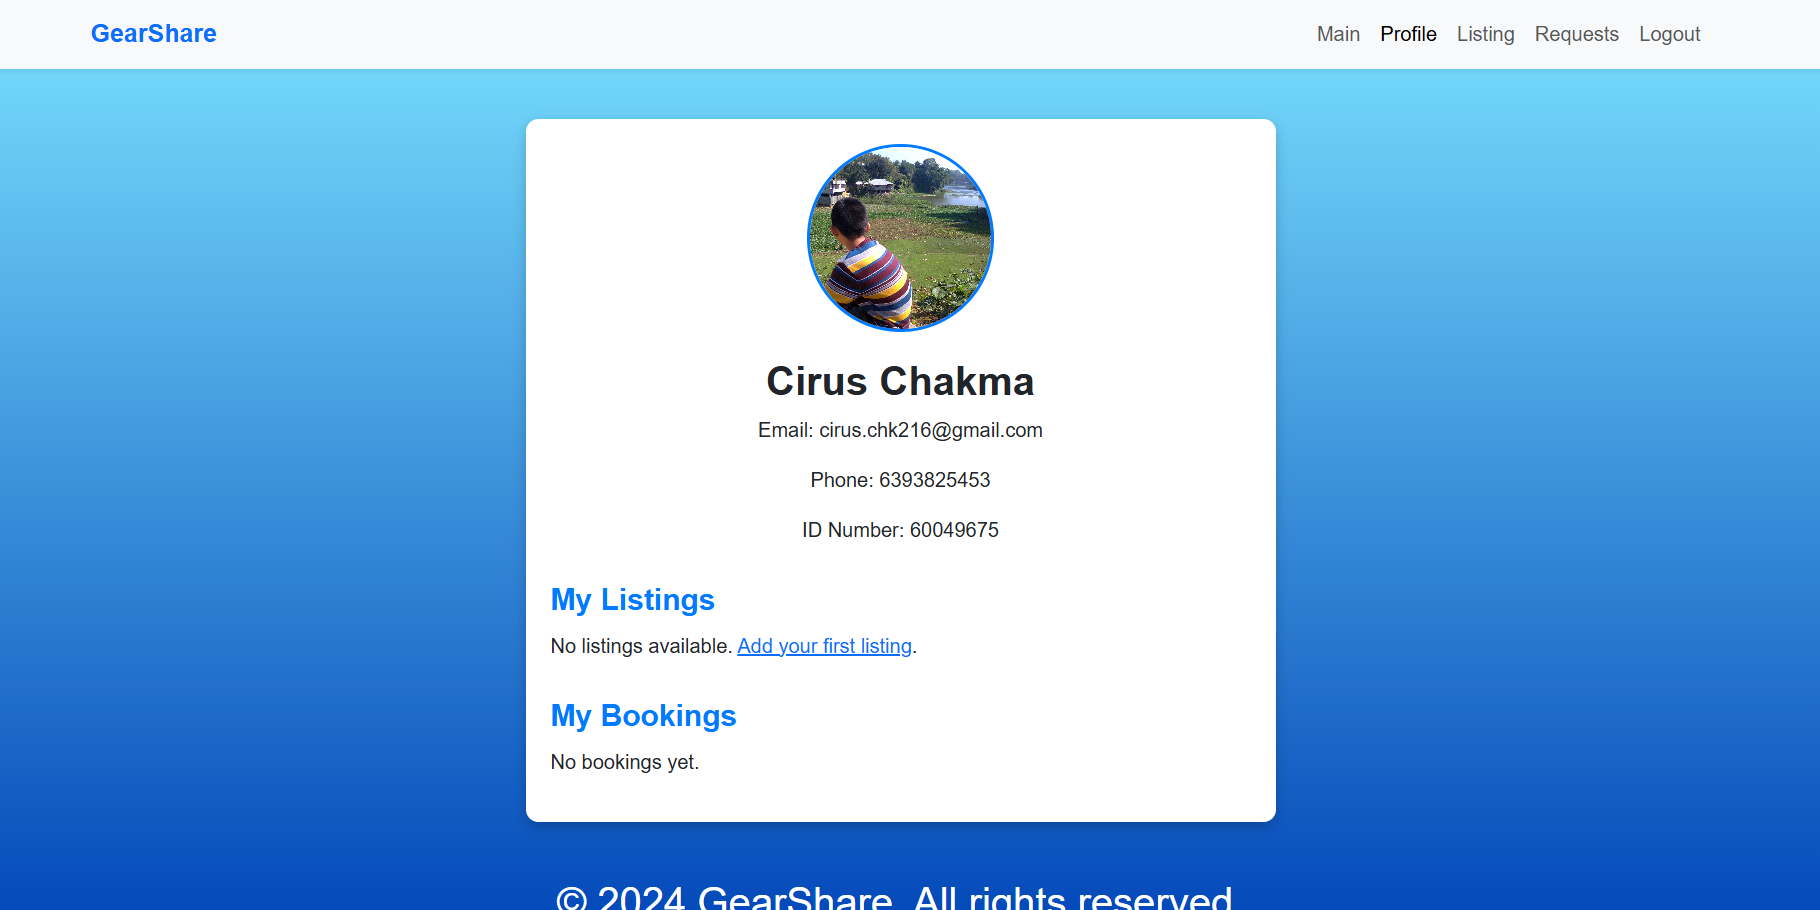 GearShare
Main Profile Listing Requests Logout
Cirus Chakma
Email: cirus.chk216@gmail.com
Phone: 6393825453
ID Number: 60049675
My Listings
No listings available. Add your first listing.
My Bookings
No bookings yet.
© 2024 GearShare. All rights reserved.